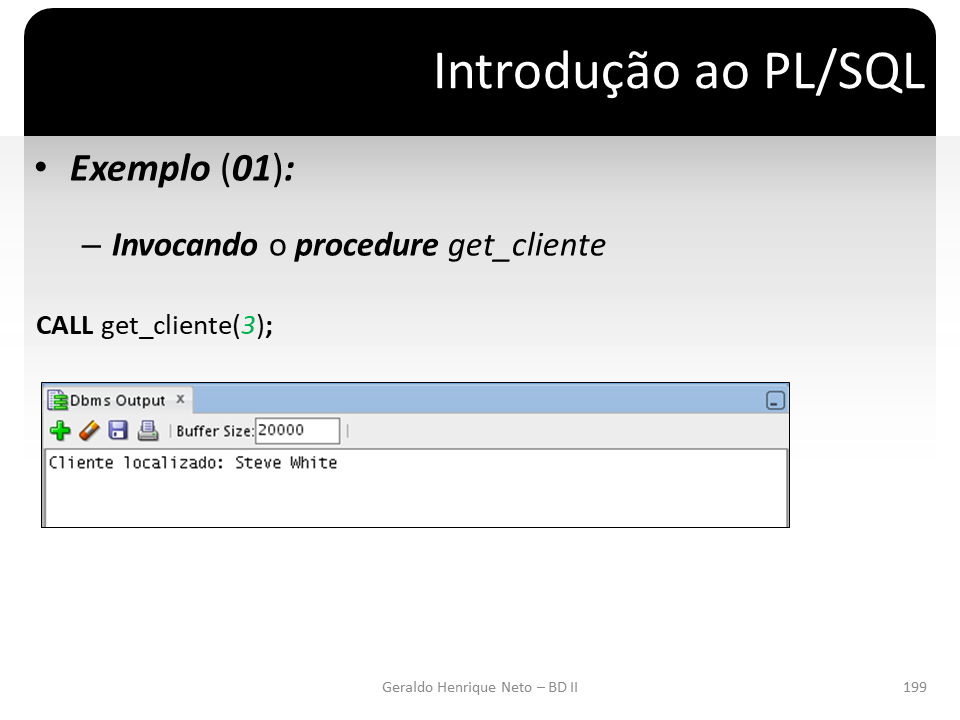 Introdução ao PL/SQL
• Exemplo (01):
– Invocando o procedure get_cliente
CALL get_cliente(3);
Dbms Output x
Buffer Size: 20000
Cliente localizado: Steve White
Geraldo Henrique Neto – BD II
199